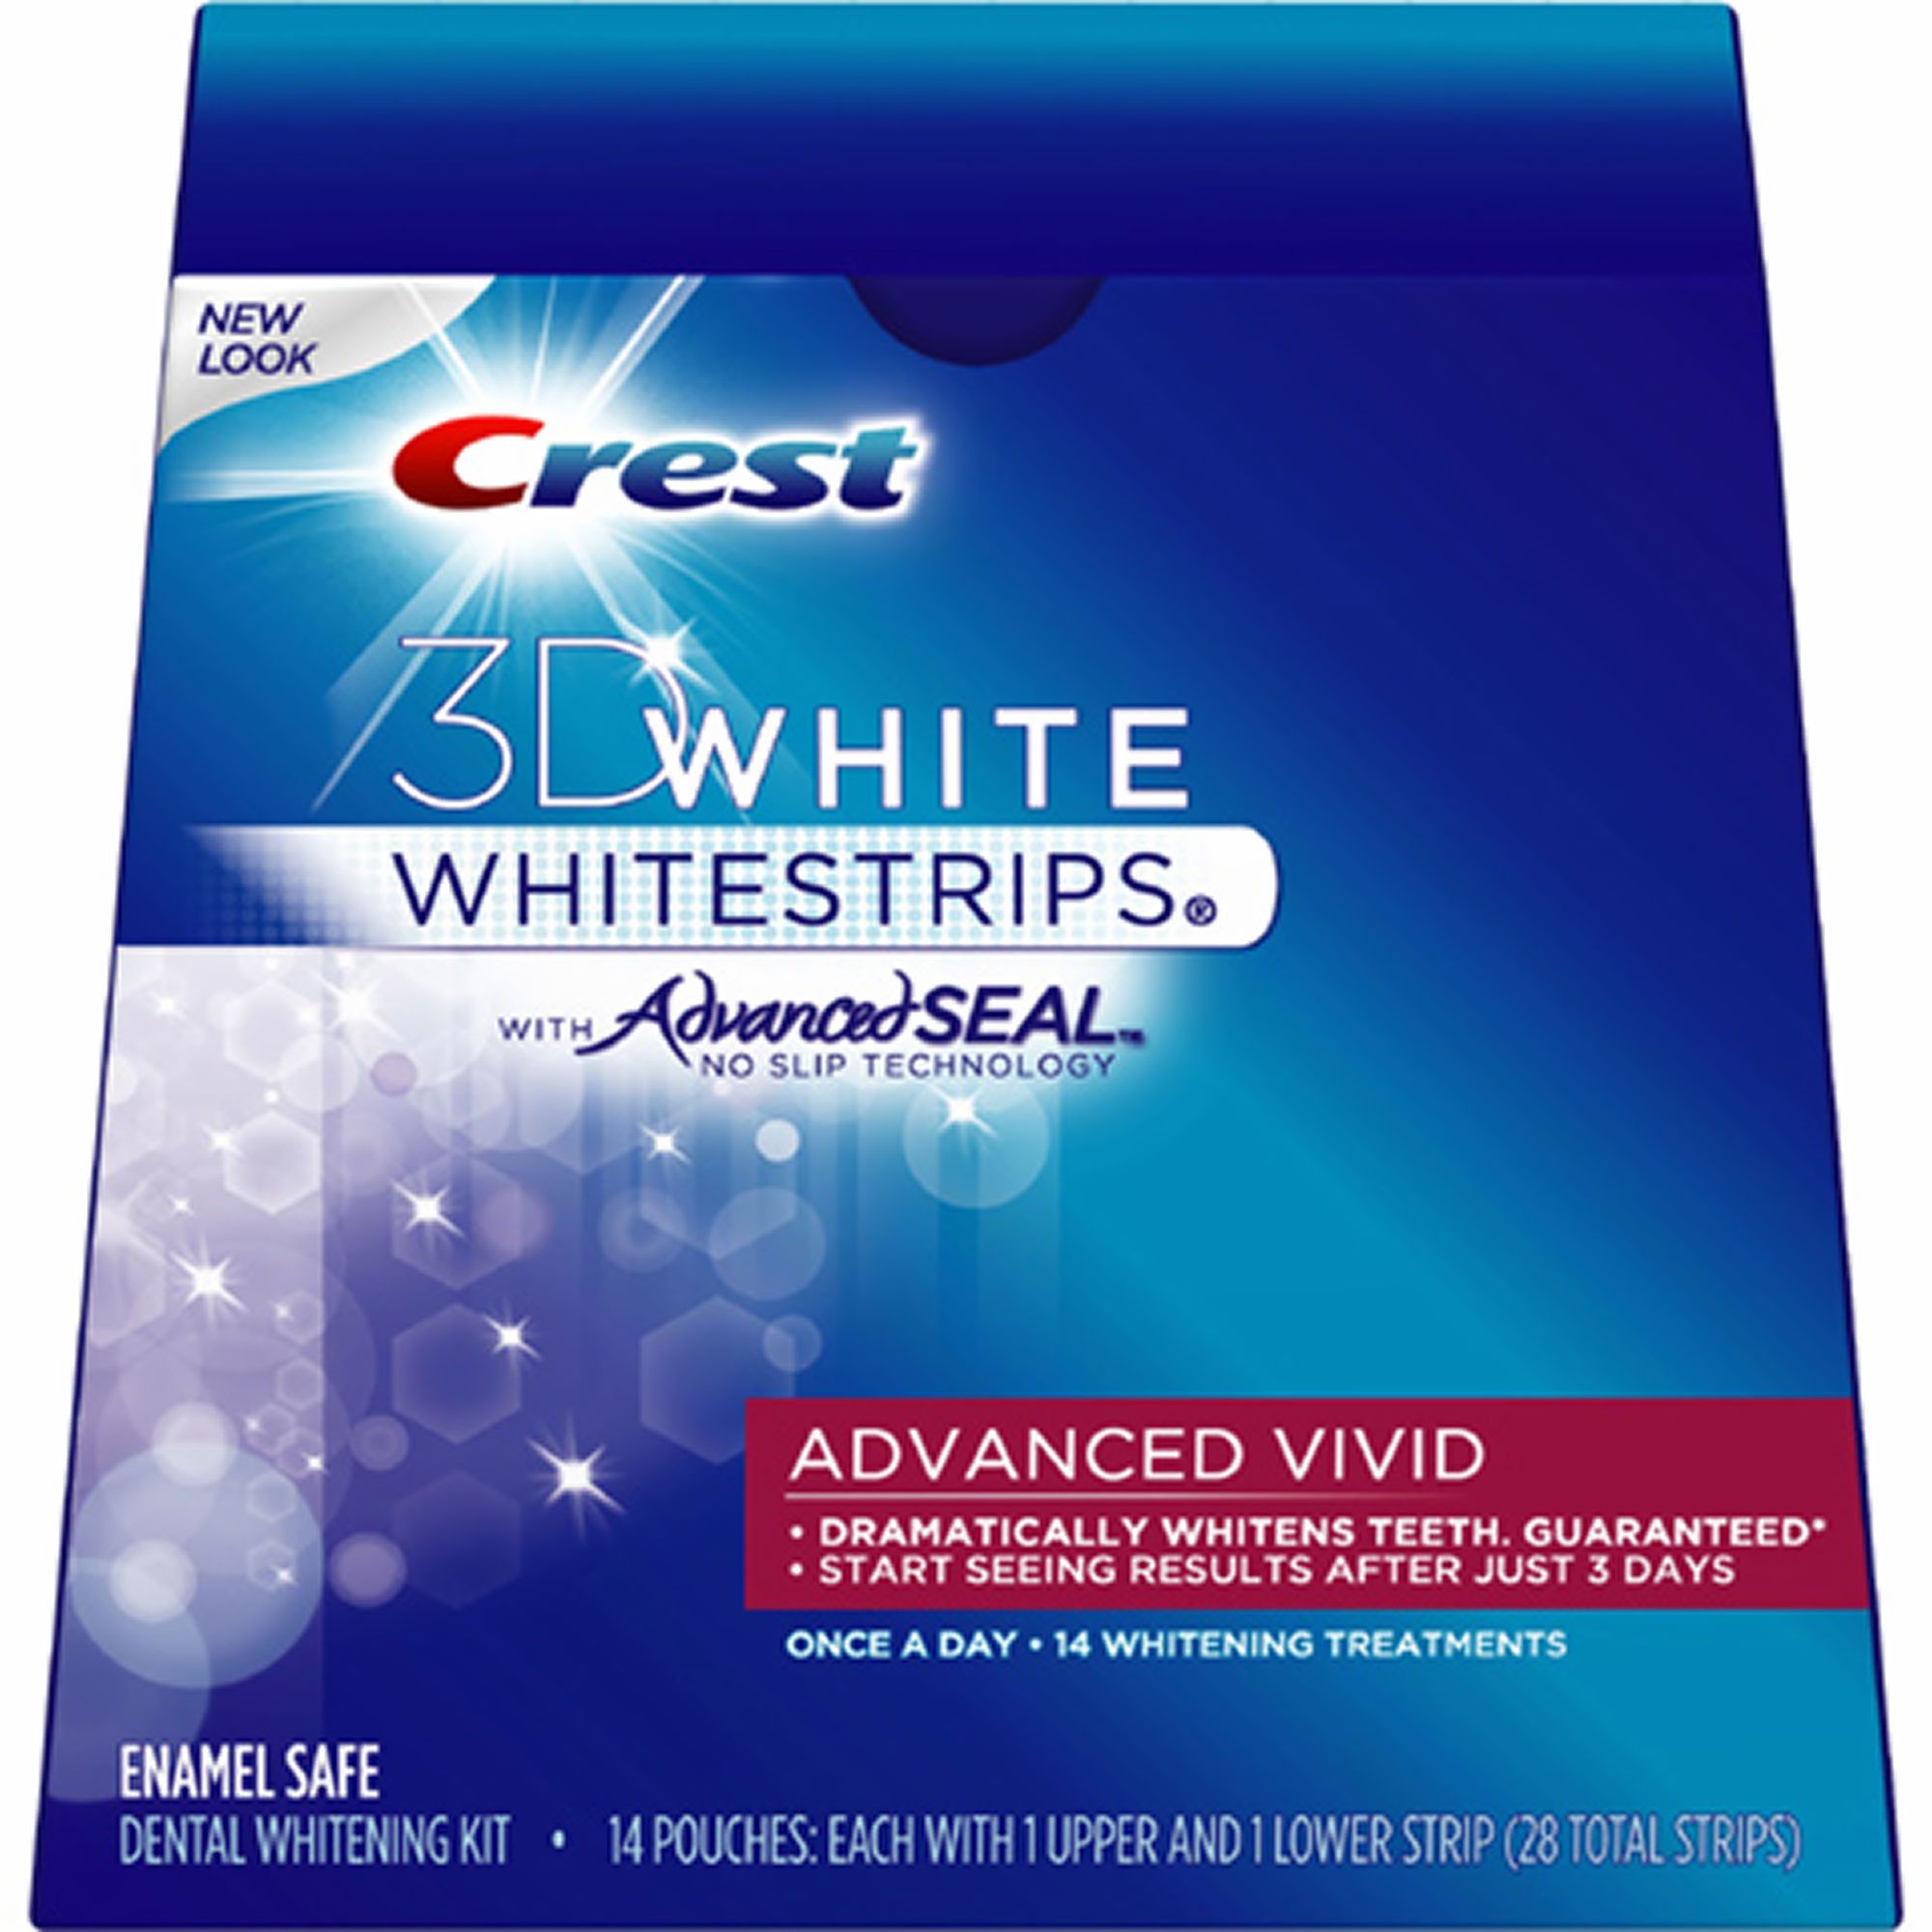 NEW
LOOK
Crest
3D WHITE
WHITESTRIPS®
WITH Advanced SEAL™
NO SLIP TECHNOLOGY
ADVANCED VIVID
• DRAMATICALLY WHITENS TEETH. GUARANTEED*
• START SEEING RESULTS AFTER JUST 3 DAYS
ONCE A DAY • 14 WHITENING TREATMENTS
ENAMEL SAFE
DENTAL WHITENING KIT • 14 POUCHES: EACH WITH 1 UPPER AND 1 LOWER STRIP (28 TOTAL STRIPS)